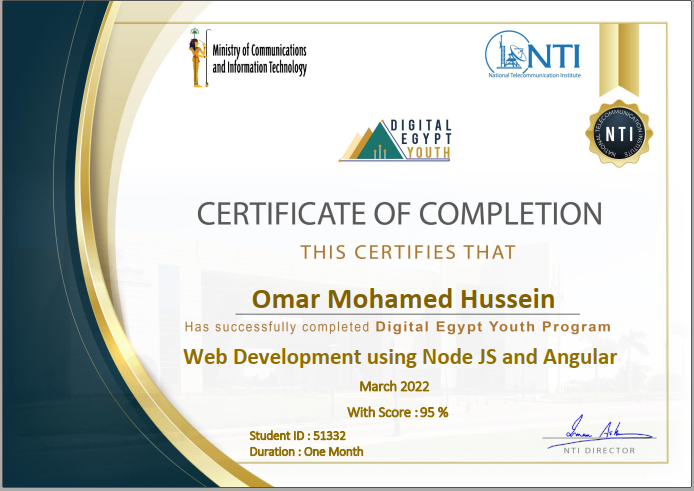 Ministry of Communications
and Information Technology
NTI
National Telecommunication Institute
NATIONAL TELECOMMUNICATION INSTITUTE
NTI
DIGITAL
EGYPT
YOUTH
CERTIFICATE OF COMPLETION
THIS CERTIFIES THAT
Omar Mohamed Hussein
Has successfully completed Digital Egypt Youth Program
Web Development using Node JS and Angular
March 2022
With Score : 95 %
Student ID : 51332
Duration : One Month
NTI DIRECTOR